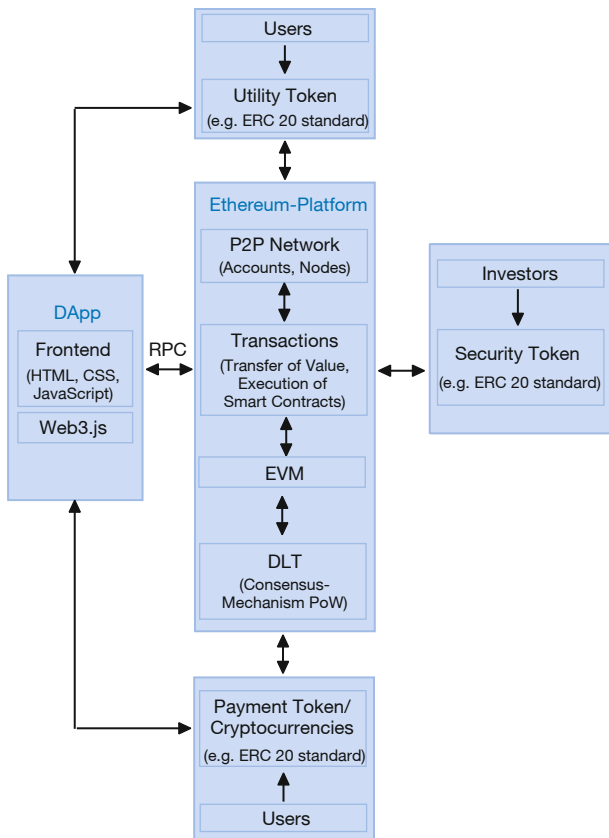 Users
Utility Token
(e.g. ERC 20 standard)
Ethereum-Platform
P2P Network
(Accounts, Nodes)
Transactions
(Transfer of Value,
Execution of
Smart Contracts)
EVM
DLT
(Consensus-
Mechanism PoW)
DApp
Frontend
(HTML, CSS,
JavaScript)
Web3.js
RPC
Investors
Security Token
(e.g. ERC 20 standard)
Payment Token/
Cryptocurrencies
(e.g. ERC 20 standard)
Users